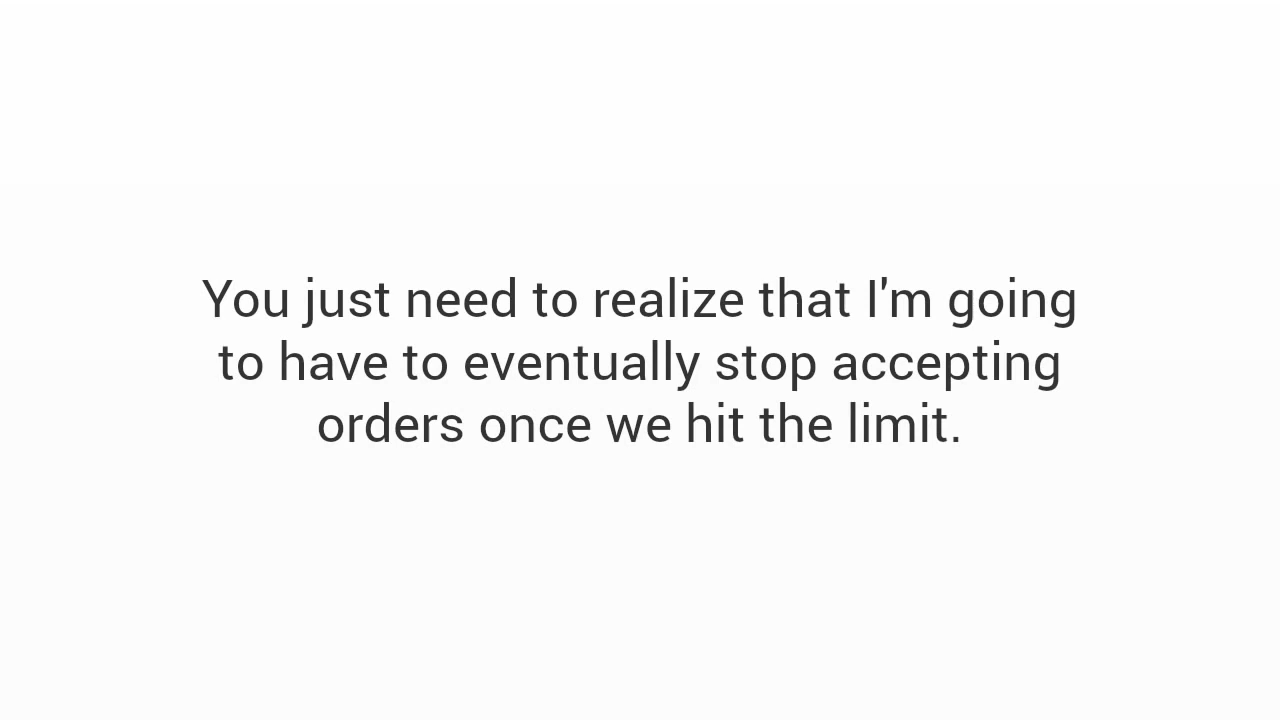 You just need to realize that I'm going
to have to eventually stop accepting
orders once we hit the limit.